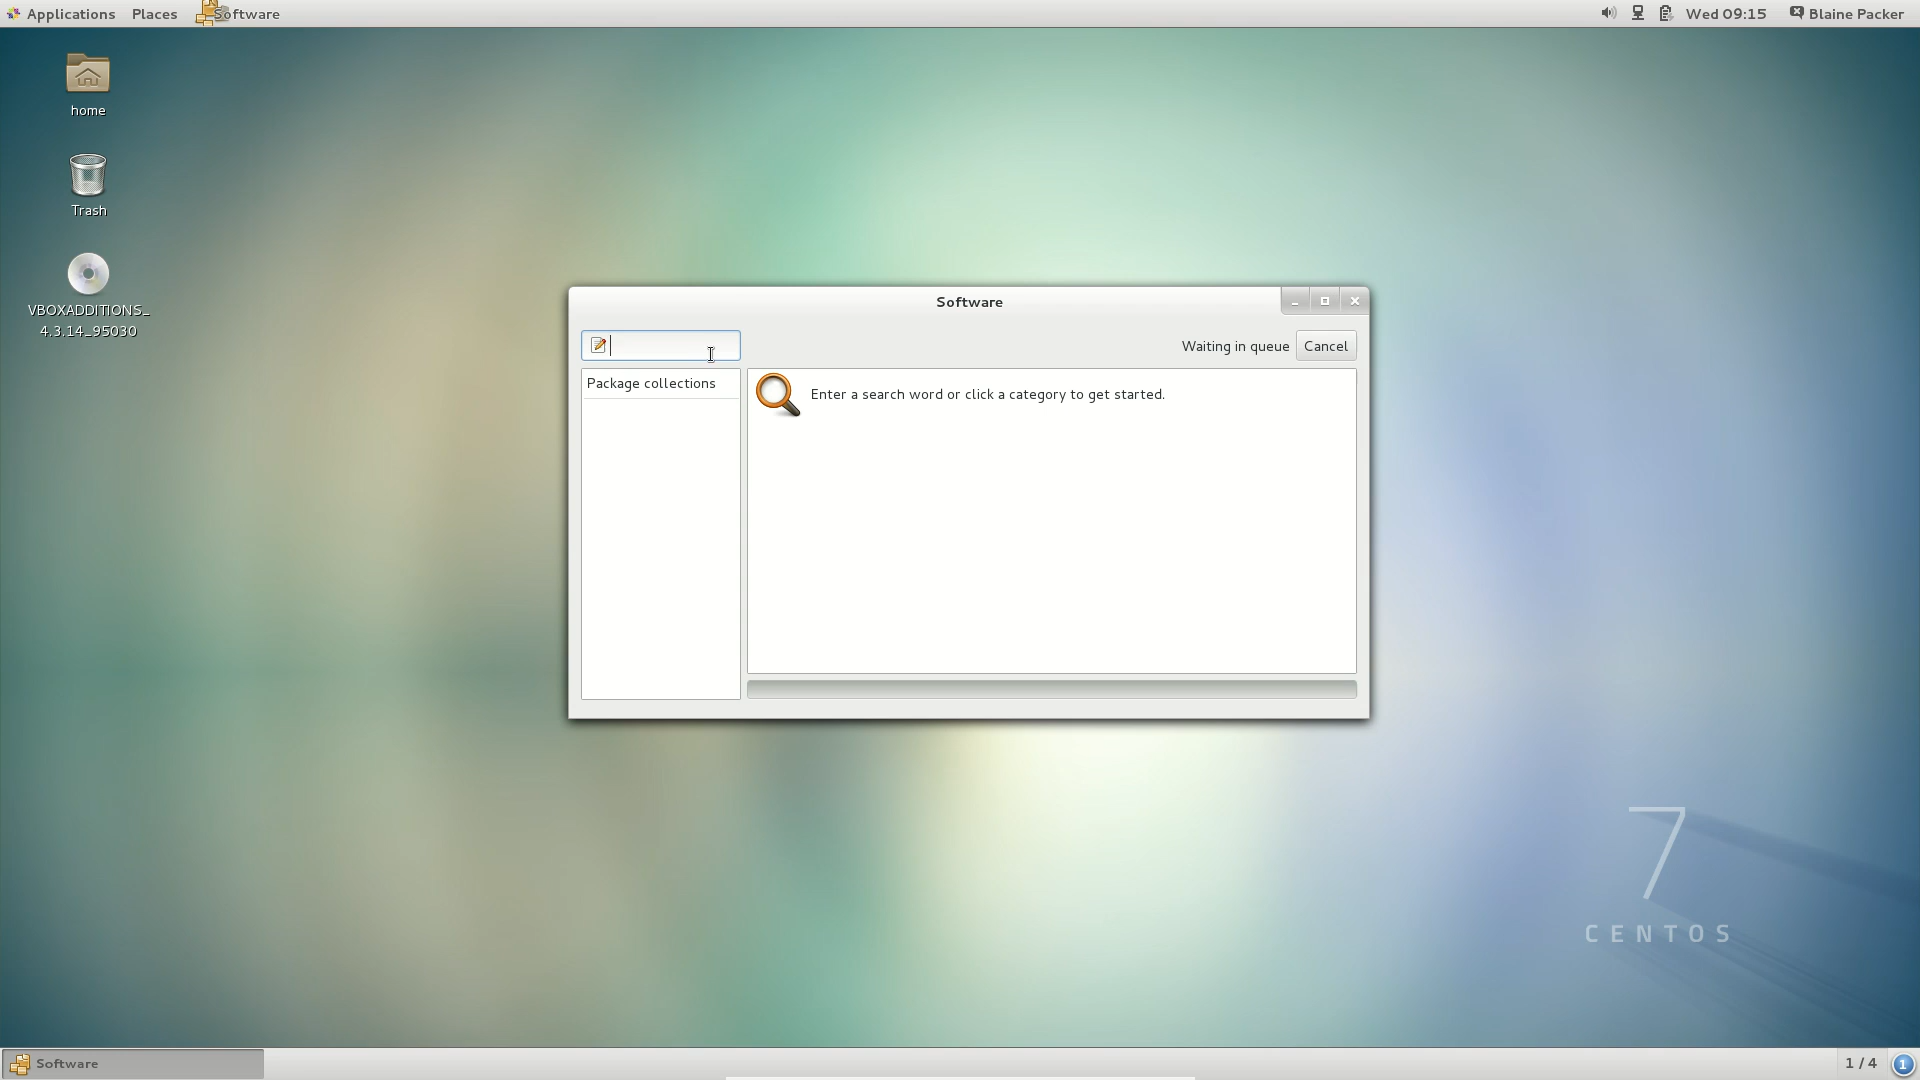 Applications Places Software Wed 09:15 Blaine Packer
home
Trash
VBOXADDITIONS_
4.3.14_95030
Software
Waiting in queue Cancel
Package collections
Enter a search word or click a category to get started.
7
CENTOS
Software 1 / 4 1